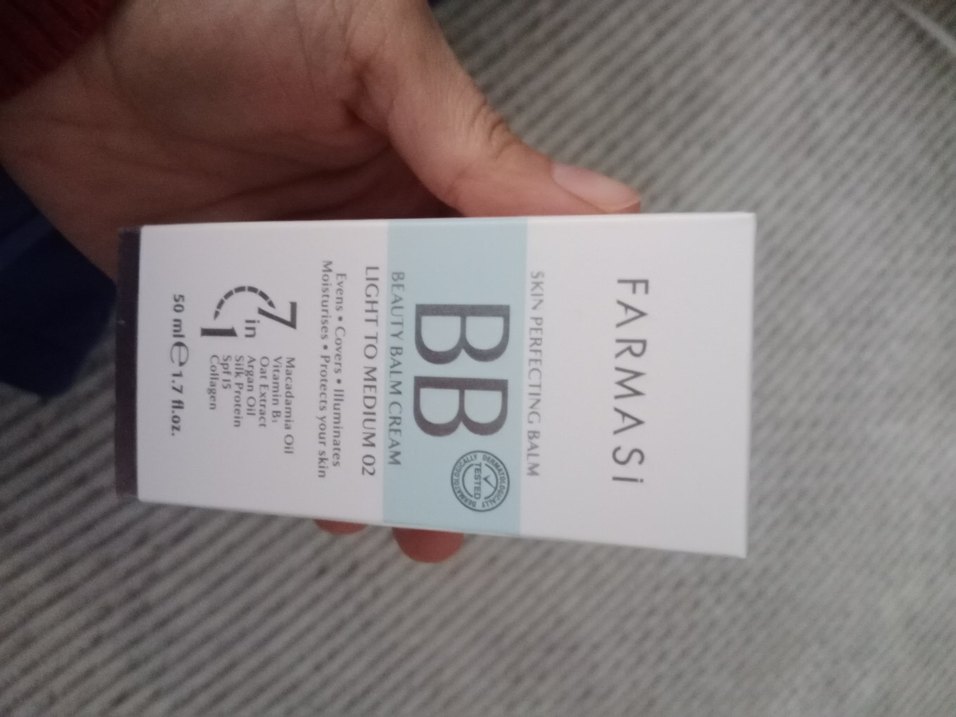 FARMASi
SKIN PERFECTING BALM
BB
DERMATOLOGICALLY
TESTED
DERMATOLOGICALLY
BEAUTY BALM CREAM
LIGHT TO MEDIUM 02
Evens • Covers • Illuminates
Moisturises • Protects your skin
7 in 1
Macadamia Oil
Vitamin B₁
Oat Extract
Argan Oil
Silk Protein
Spf 15
Collagen
50 ml ℮ 1.7 fl.oz.